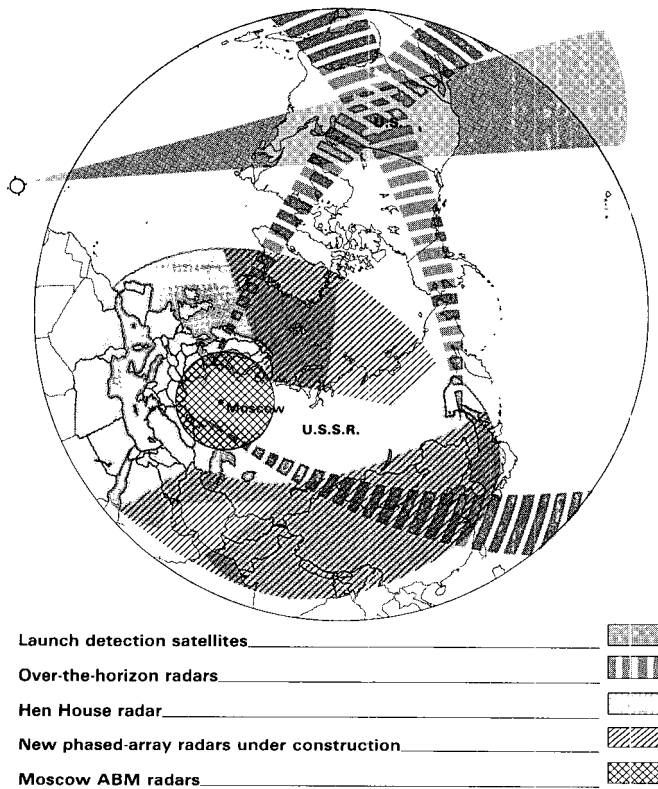 U.S.
Moscow
U.S.S.R.
Launch detection satellites
Over-the-horizon radars
Hen House radar
New phased-array radars under construction
Moscow ABM radars